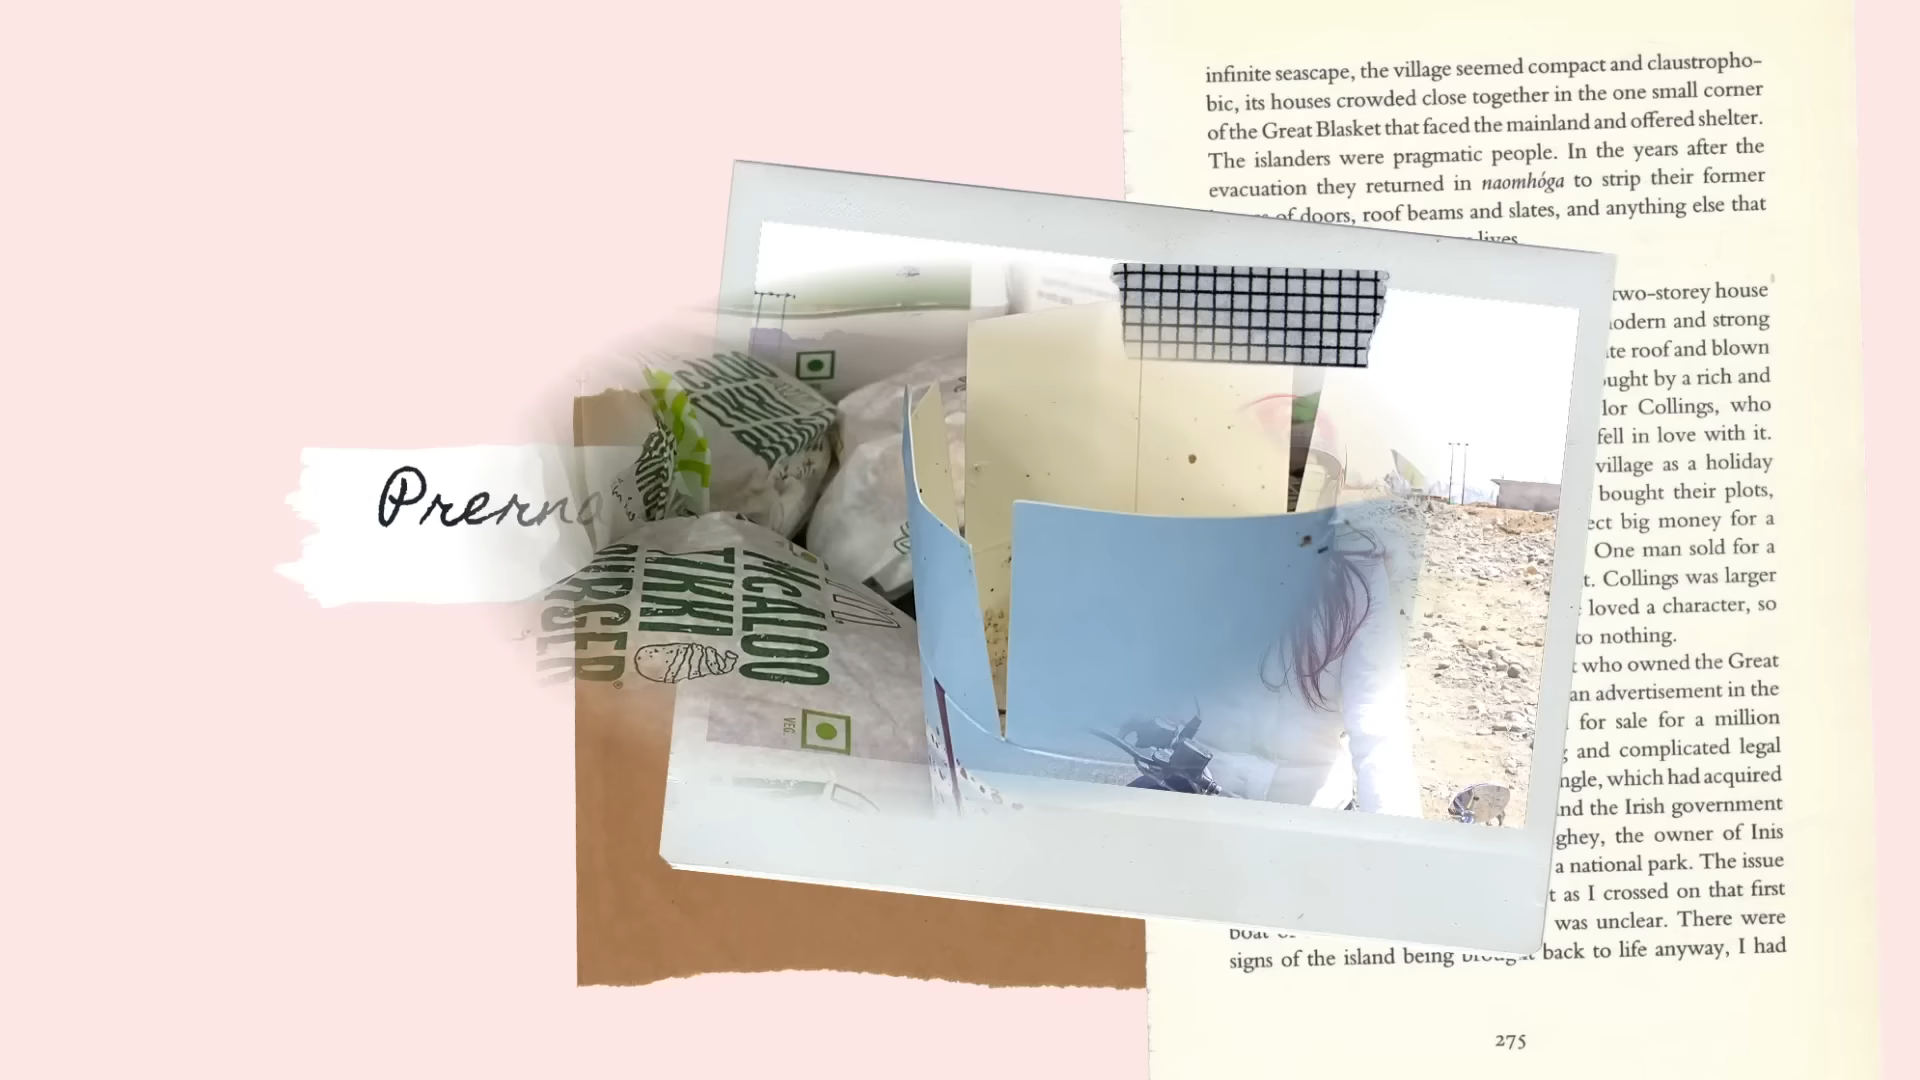 Prerna
McALOO
TIKKI
BURGER
VEG.
McALOO
TIKKI
BURGER
infinite seascape, the village seemed compact and claustropho-
bic, its houses crowded close together in the one small corner
of the Great Blasket that faced the mainland and offered shelter.
The islanders were pragmatic people. In the years after the
evacuation they returned in naomhóga to strip their former
of doors, roof beams and slates, and anything else that
lives
two-storey house
modern and strong
roof and blown
bought by a rich and
lor Collings, who
fell in love with it.
village as a holiday
bought their plots,
ect big money for a
One man sold for a
t. Collings was larger
loved a character, so
to nothing.
who owned the Great
an advertisement in the
for sale for a million
and complicated legal
ngle, which had acquired
and the Irish government
ghey, the owner of Inis
a national park. The issue
t as I crossed on that first
was unclear. There were
boat
signs of the island being brought back to life anyway, I had
275